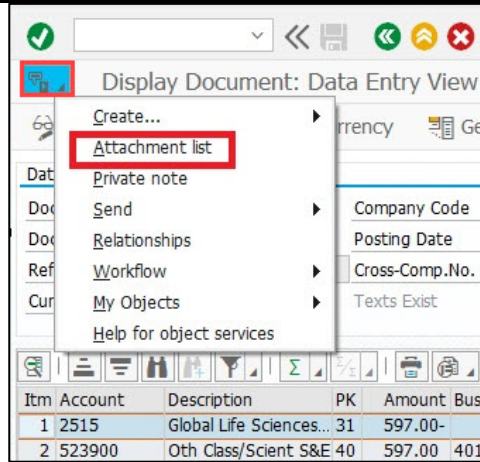 Display Document: Data Entry View
Create...
rrency Ge
Attachment list
Dat
Private note
Doc Send Company Code
Doc Relationships Posting Date
Ref Workflow Cross-Comp.No.
Cur My Objects Texts Exist
Help for object services
Itm Account Description PK Amount Bus
1 2515 Global Life Sciences... 31 597.00-
2 523900 Oth Class/Scient S&E 40 597.00 401